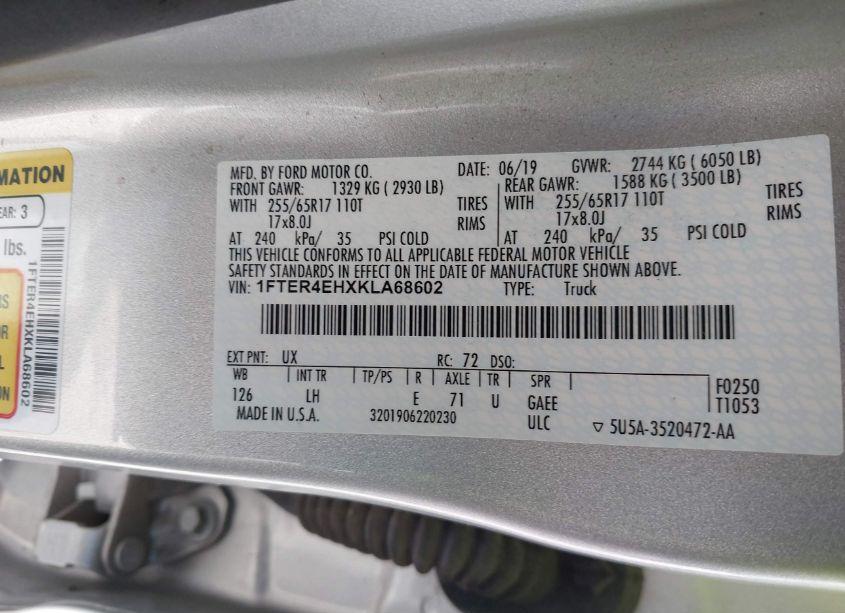 MATION
EAR: 3
lbs.
1FTER4EHXKLA68602
RS
OR
L
ON
MFD. BY FORD MOTOR CO. DATE: 06/19 GVWR: 2744 KG ( 6050 LB)
FRONT GAWR: 1329 KG ( 2930 LB) REAR GAWR: 1588 KG ( 3500 LB)
WITH 255/65R17 110T TIRES WITH 255/65R17 110T TIRES
17x8.0J RIMS 17x8.0J RIMS
AT 240 kPa/ 35 PSI COLD AT 240 kPa/ 35 PSI COLD
THIS VEHICLE CONFORMS TO ALL APPLICABLE FEDERAL MOTOR VEHICLE
SAFETY STANDARDS IN EFFECT ON THE DATE OF MANUFACTURE SHOWN ABOVE.
VIN: 1FTER4EHXKLA68602 TYPE: Truck
EXT PNT: UX RC: 72 DSO:
WB INT TR TP/PS R AXLE TR SPR F0250
126 LH E 71 U GAEE T1053
MADE IN U.S.A. 3201906220230 ULC ▽ 5U5A-3520472-AA